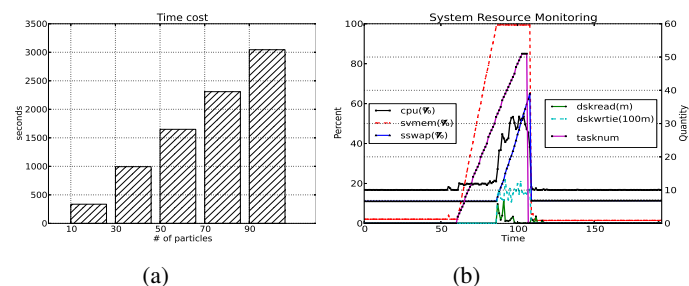 Time cost
3500
3000
2500
2000
1500
1000
500
0
seconds
10 30 50 70 90
# of particles
(a)
System Resource Monitoring
100
80
60
40
20
0
Percent
cpu(%)
svmem(%)
sswap(%)
dskread(m)
dskwrtie(100m)
tasknum
60
50
40
30
20
10
0
Quantity
0 50 100 150
Time
(b)